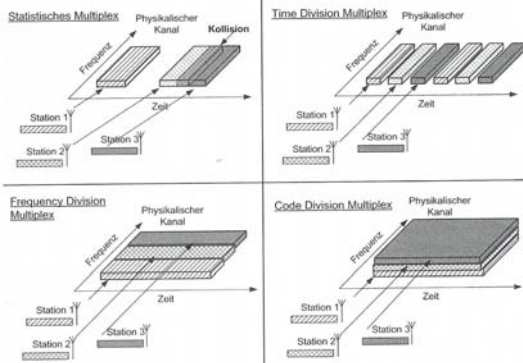 Statistisches Multiplex
Physikalischer
Kanal
Kollision
Frequenz
Zeit
Station 1
Station 2
Station 3
Time Division Multiplex
Physikalischer
Kanal
Frequenz
Zeit
Station 1
Station 2
Station 3
Frequency Division
Multiplex
Physikalischer
Kanal
Frequenz
Zeit
Station 1
Station 2
Station 3
Code Division Multiplex
Physikalischer
Kanal
Frequenz
Zeit
Station 1
Station 2
Station 3